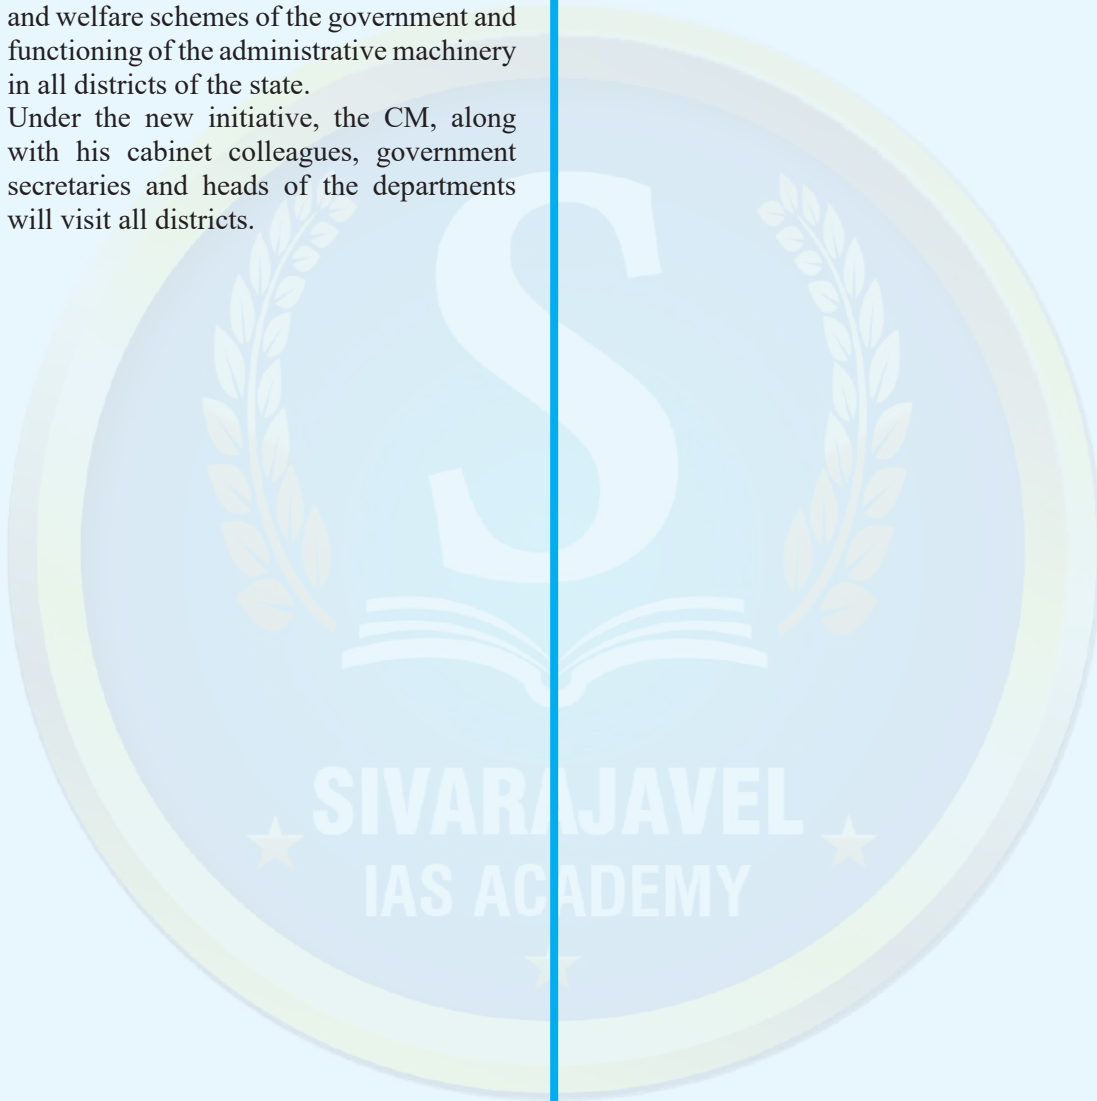 and welfare schemes of the government and
functioning of the administrative machinery
in all districts of the state.
Under the new initiative, the CM, along
with his cabinet colleagues, government
secretaries and heads of the departments
will visit all districts.
S
SIVARAJAVEL
IAS ACADEMY